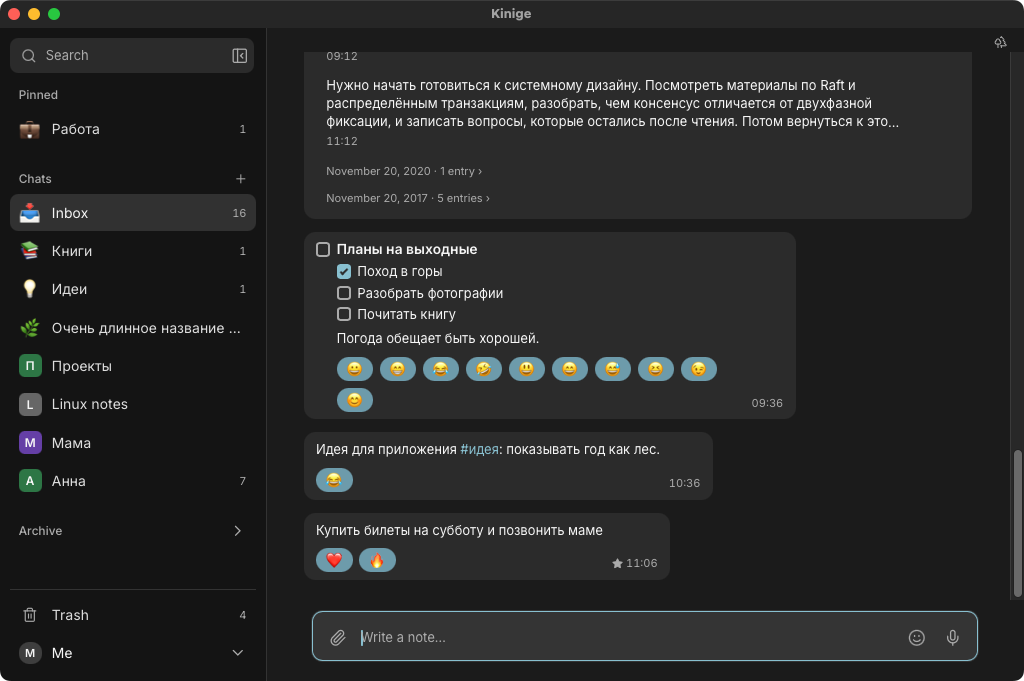 Kinige
Search
Pinned
Работа 1
Chats
Inbox 16
Книги 1
Идеи 1
Очень длинное название ...
П Проекты
L Linux notes
М Мама
А Анна 7
Archive
Trash 4
M Me
09:12
Нужно начать готовиться к системному дизайну. Посмотреть материалы по Raft и
распределённым транзакциям, разобрать, чем консенсус отличается от двухфазной
фиксации, и записать вопросы, которые остались после чтения. Потом вернуться к это...
11:12
November 20, 2020 · 1 entry ›
November 20, 2017 · 5 entries ›
Планы на выходные
Поход в горы
Разобрать фотографии
Почитать книгу
Погода обещает быть хорошей.
09:36
Идея для приложения #идея: показывать год как лес.
10:36
Купить билеты на субботу и позвонить маме
11:06
Write a note...